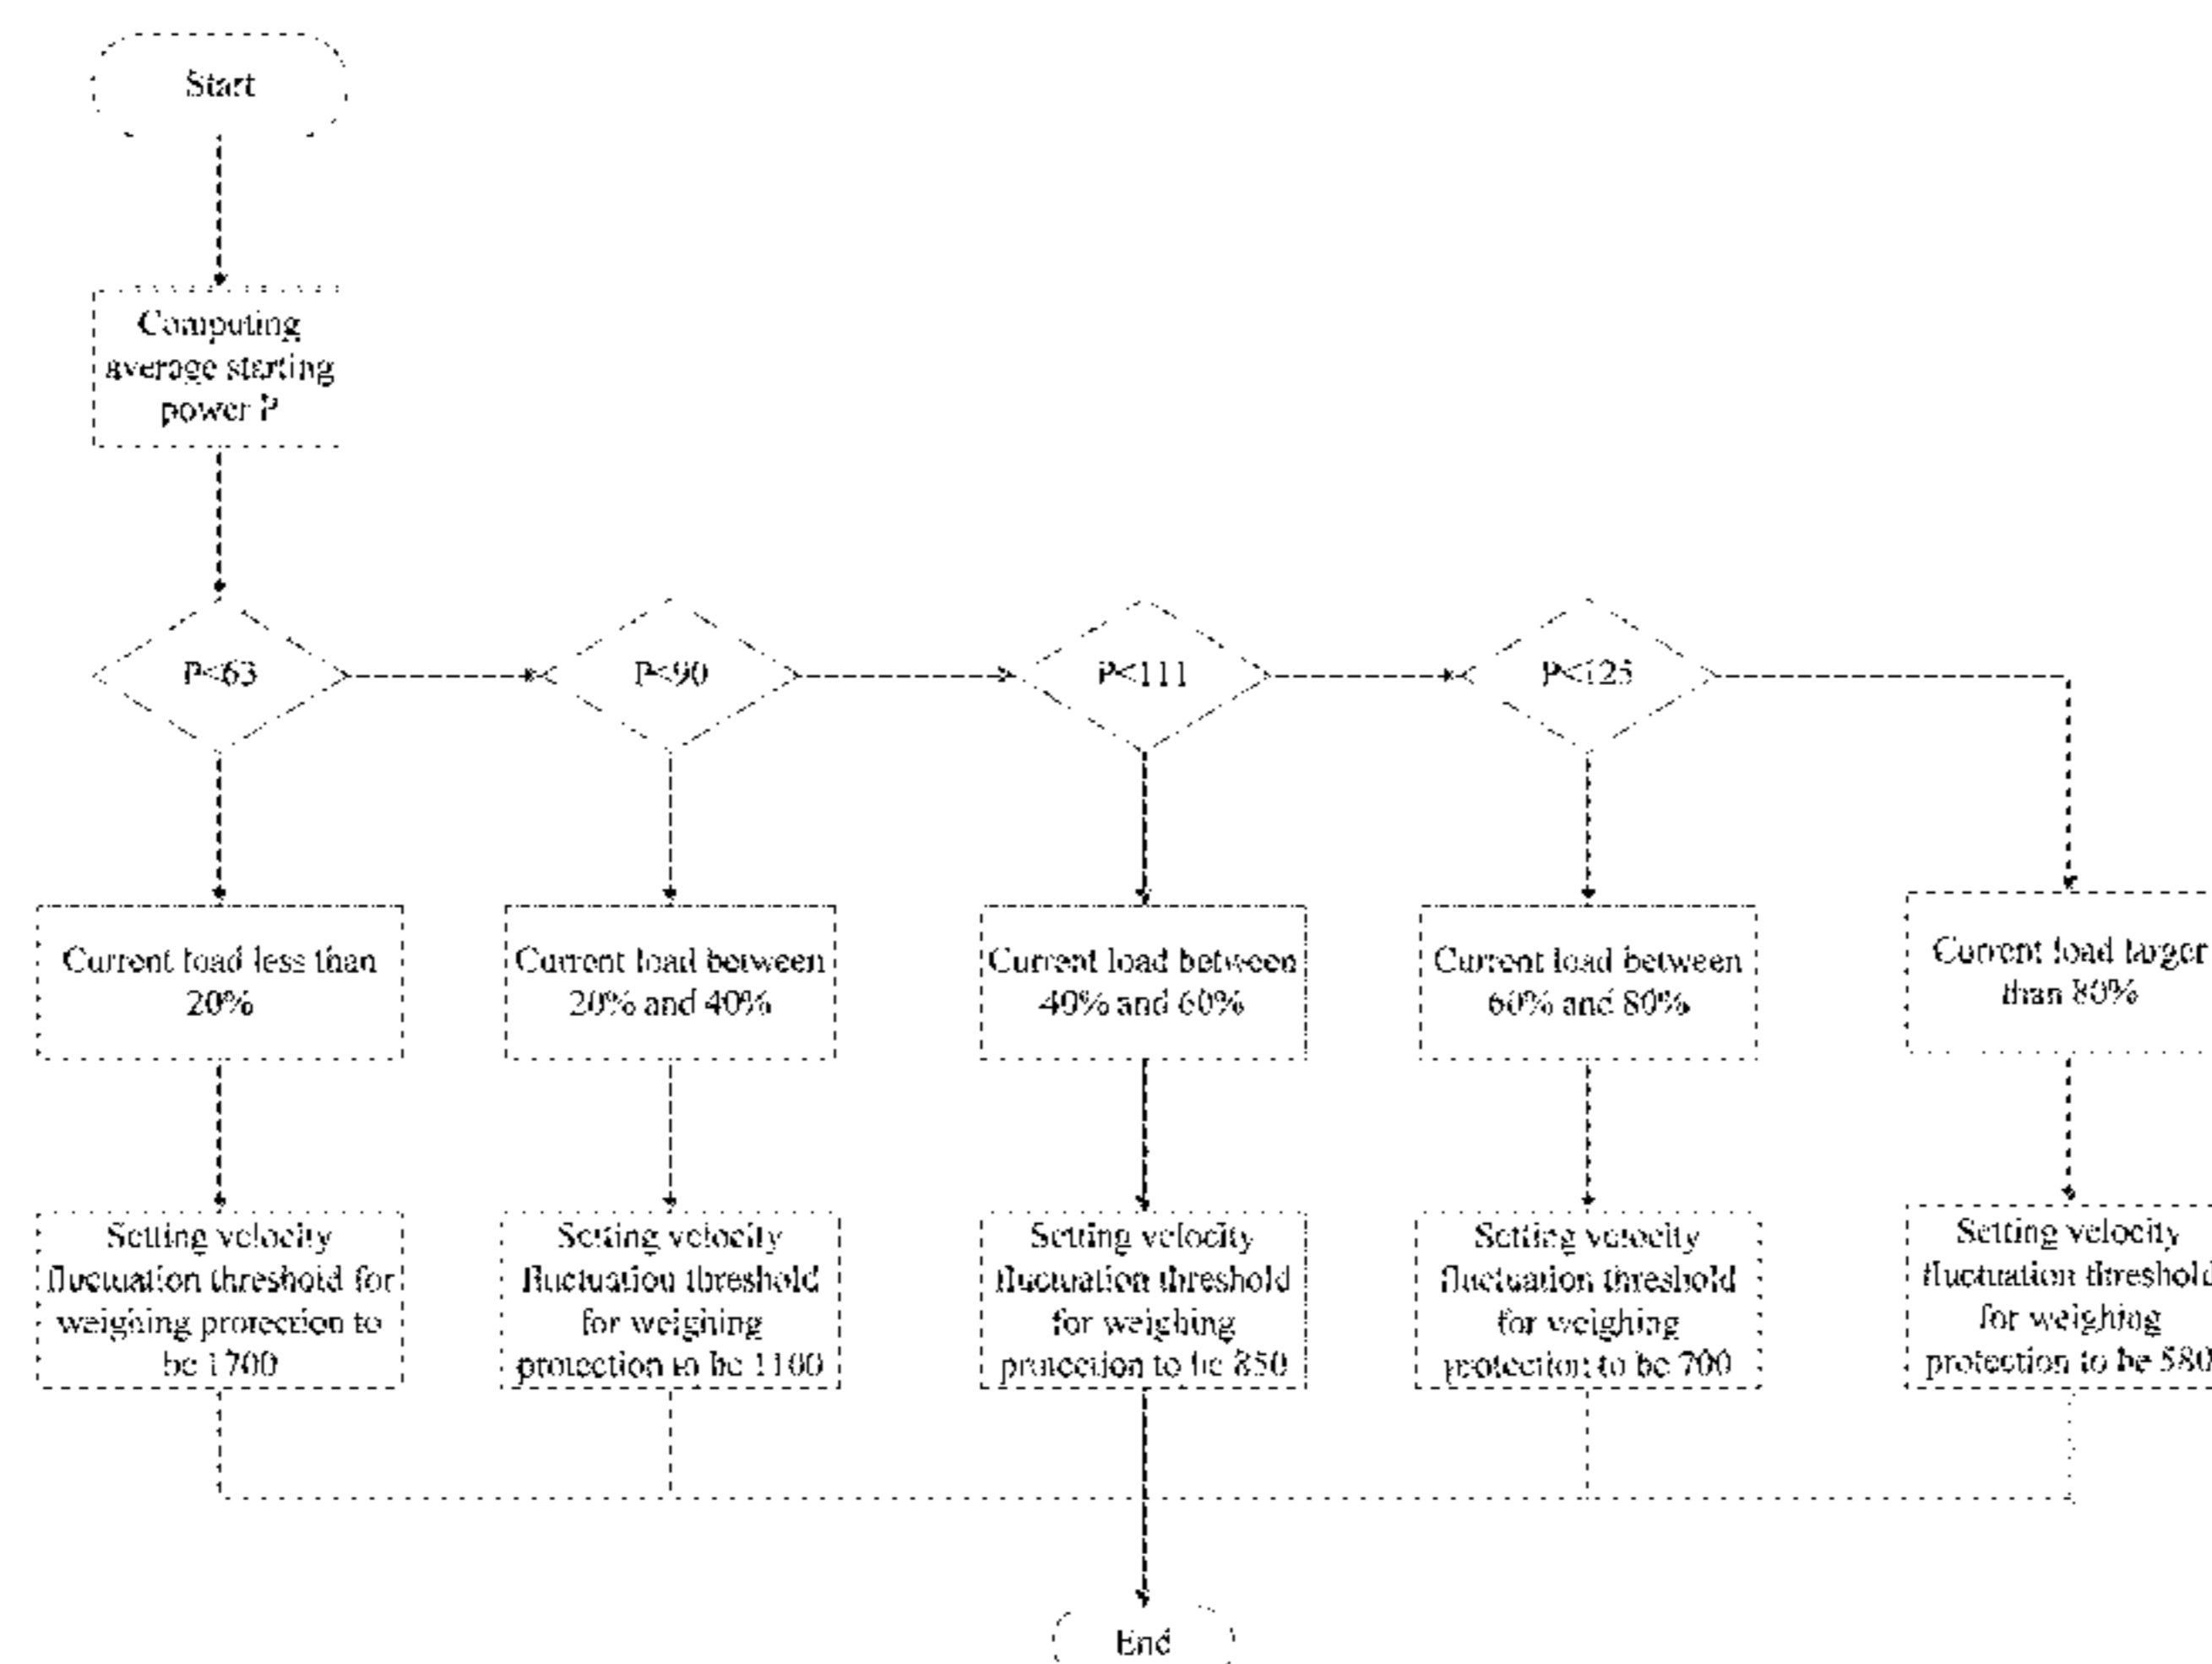 Start
Computing
average starting
power P
P<63
P<90
P<111
P<125
Current load less than
20%
Current load between
20% and 40%
Current load between
40% and 60%
Current load between
60% and 80%
Current load larger
than 80%
Setting velocity
fluctuation threshold for
weighing protection to
be 1700
Setting velocity
fluctuation threshold
for weighing
protection to be 1100
Setting velocity
fluctuation threshold
for weighing
protection to be 850
Setting velocity
fluctuation threshold
for weighing
protection to be 700
Setting velocity
fluctuation threshold
for weighing
protection to be 580
End